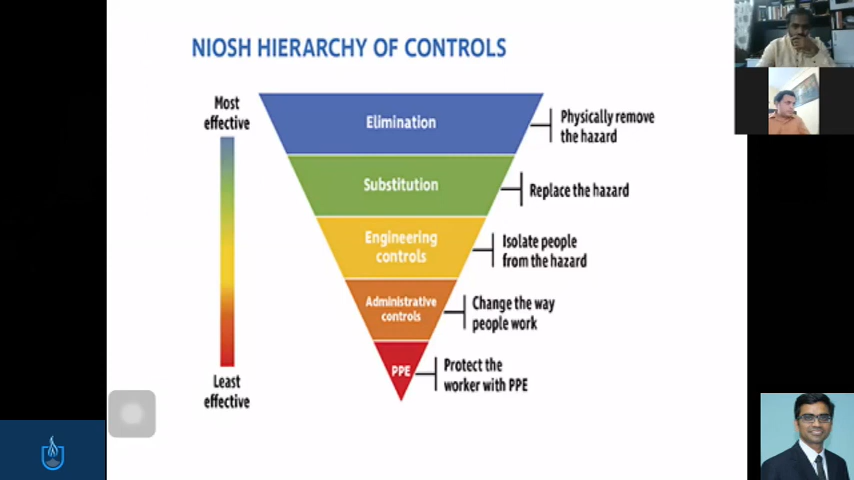 NIOSH HIERARCHY OF CONTROLS
Most
effective
Elimination
Physically remove
the hazard
Substitution
Replace the hazard
Engineering
controls
Isolate people
from the hazard
Administrative
controls
Change the way
people work
PPE
Protect the
worker with PPE
Least
effective